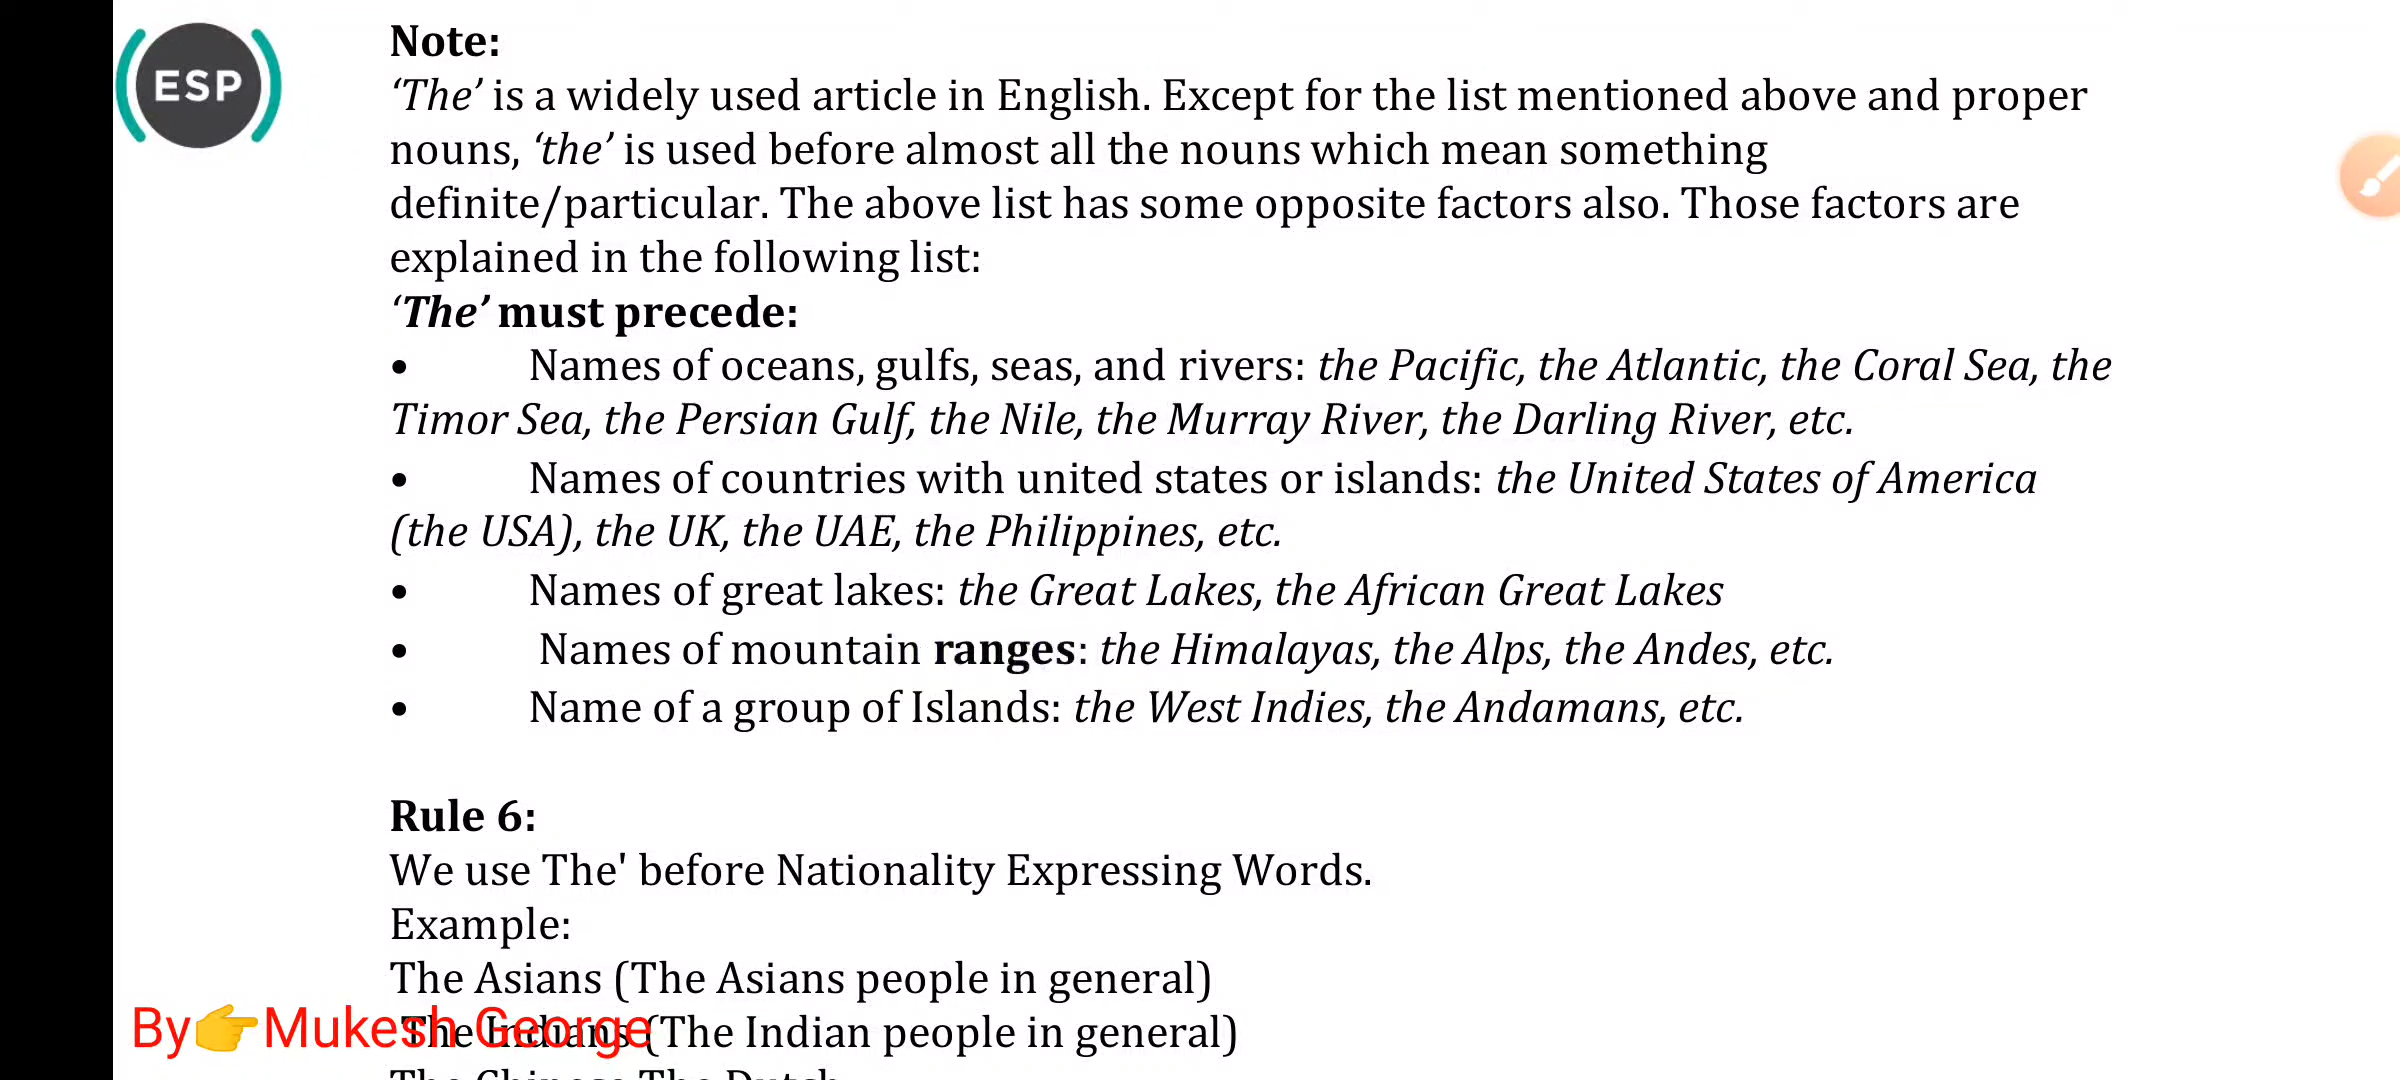 ESP
Note:
‘The’ is a widely used article in English. Except for the list mentioned above and proper
nouns, ‘the’ is used before almost all the nouns which mean something
definite/particular. The above list has some opposite factors also. Those factors are
explained in the following list:
‘The’ must precede:
• Names of oceans, gulfs, seas, and rivers: the Pacific, the Atlantic, the Coral Sea, the
Timor Sea, the Persian Gulf, the Nile, the Murray River, the Darling River, etc.
• Names of countries with united states or islands: the United States of America
(the USA), the UK, the UAE, the Philippines, etc.
• Names of great lakes: the Great Lakes, the African Great Lakes
• Names of mountain ranges: the Himalayas, the Alps, the Andes, etc.
• Name of a group of Islands: the West Indies, the Andamans, etc.
Rule 6:
We use The' before Nationality Expressing Words.
Example:
The Asians (The Asians people in general)
By👉Mukesh George
The Indians (The Indian people in general)
The Chinese The Dutch